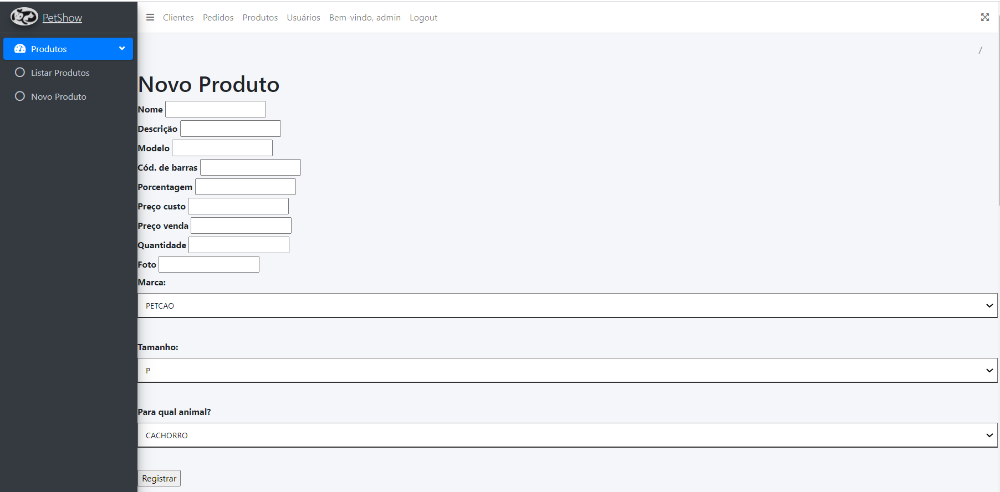 PetShow
Clientes Pedidos Produtos Usuários Bem-vindo, admin Logout
Produtos
Listar Produtos
Novo Produto
/
Novo Produto
Nome
Descrição
Modelo
Cód. de barras
Porcentagem
Preço custo
Preço venda
Quantidade
Foto
Marca:
PETCAO
Tamanho:
P
Para qual animal?
CACHORRO
Registrar